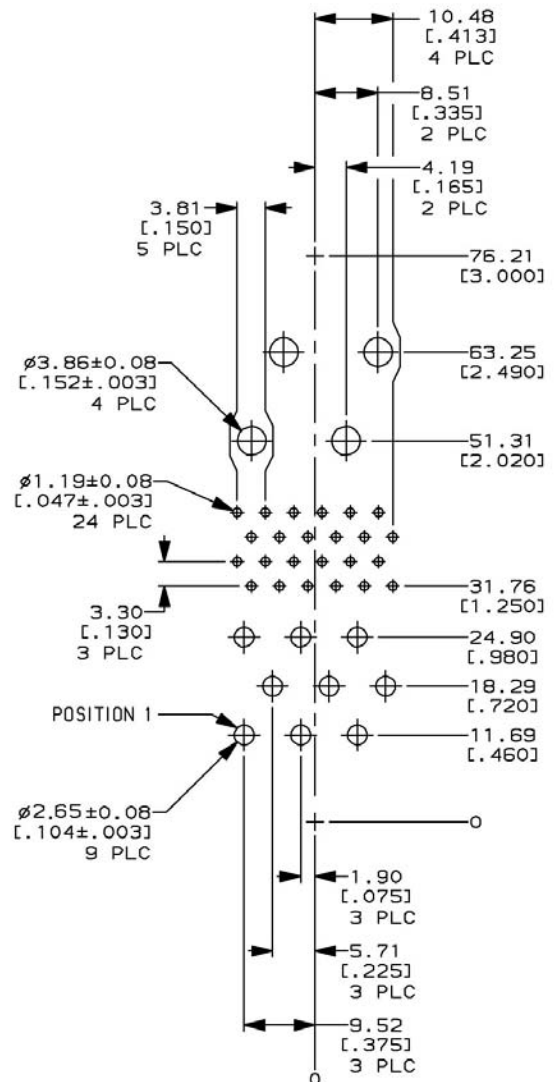 10.48
[.413]
4 PLC
8.51
[.335]
2 PLC
4.19
[.165]
2 PLC
3.81
[.150]
5 PLC
76.21
[3.000]
ø3.86±0.08
[.152±.003]
4 PLC
63.25
[2.490]
51.31
[2.020]
ø1.19±0.08
[.047±.003]
24 PLC
3.30
[.130]
3 PLC
31.76
[1.250]
24.90
[.980]
18.29
[.720]
POSITION 1
11.69
[.460]
ø2.65±0.08
[.104±.003]
9 PLC
0
1.90
[.075]
3 PLC
5.71
[.225]
3 PLC
9.52
[.375]
3 PLC
0